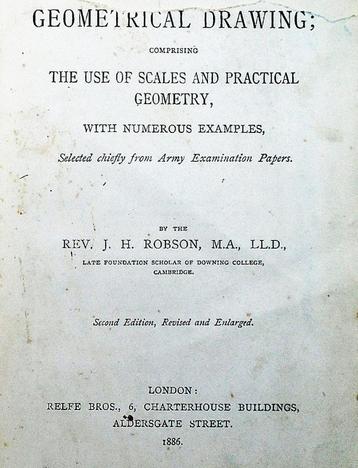 GEOMETRICAL DRAWING;
COMPRISING
THE USE OF SCALES AND PRACTICAL
GEOMETRY,
WITH NUMEROUS EXAMPLES,
Selected chiefly from Army Examination Papers.
BY THE
REV. J. H. ROBSON, M.A., LL.D.,
LATE FOUNDATION SCHOLAR OF DOWNING COLLEGE,
CAMBRIDGE.
Second Edition, Revised and Enlarged.
LONDON:
RELFE BROS., 6, CHARTERHOUSE BUILDINGS,
ALDERSGATE STREET.
1886.